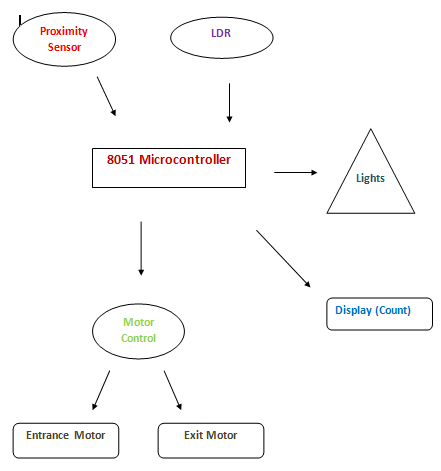 Proximity
Sensor
LDR
8051 Microcontroller
Lights
Display (Count)
Motor
Control
Entrance Motor
Exit Motor